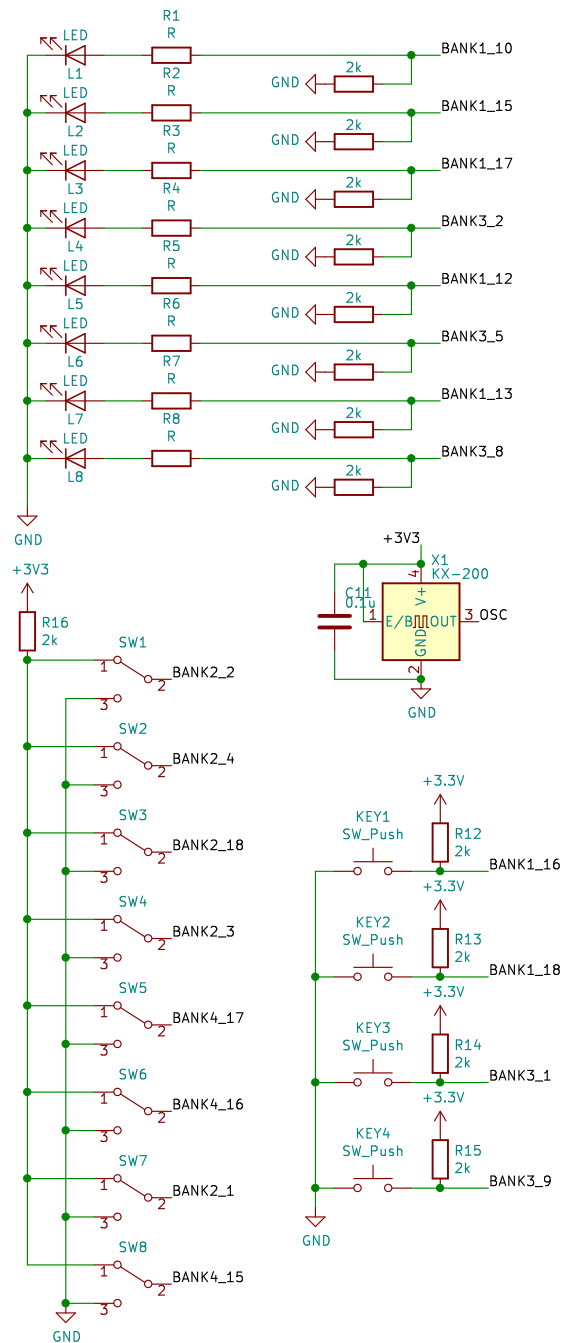 R1
R
LED
L1
BANK1_10
2k
GND
R2
R
LED
L2
BANK1_15
2k
GND
R3
R
LED
L3
BANK1_17
2k
GND
R4
R
LED
L4
BANK3_2
2k
GND
R5
R
LED
L5
BANK1_12
2k
GND
R6
R
LED
L6
BANK3_5
2k
GND
R7
R
LED
L7
BANK1_13
2k
GND
R8
R
LED
L8
BANK3_8
2k
GND
GND
+3V3
X1
KX-200
C11
0.1u
4
V+
1
E/B
OUT
3
OSC
GND
2
GND
+3V3
R16
2k
SW1
1
2
BANK2_2
3
SW2
1
2
BANK2_4
3
SW3
1
2
BANK2_18
3
SW4
1
2
BANK2_3
3
SW5
1
2
BANK4_17
3
SW6
1
2
BANK4_16
3
SW7
1
2
BANK2_1
3
SW8
1
2
BANK4_15
3
GND
+3.3V
KEY1
SW_Push
R12
2k
BANK1_16
+3.3V
KEY2
SW_Push
R13
2k
BANK1_18
+3.3V
KEY3
SW_Push
R14
2k
BANK3_1
+3.3V
KEY4
SW_Push
R15
2k
BANK3_9
GND